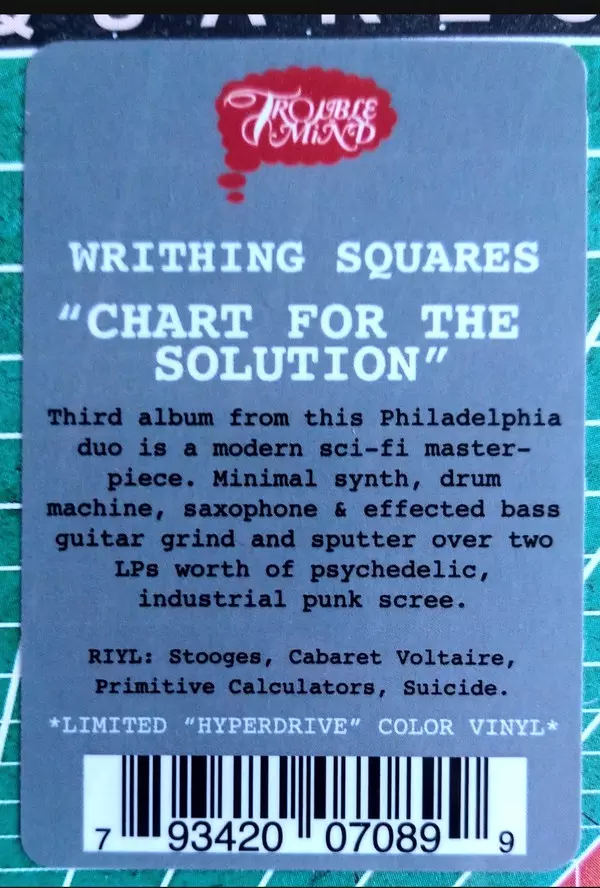 QUARES
TROUBLE
MIND
WRITHING SQUARES
“CHART FOR THE
SOLUTION”
Third album from this Philadelphia
duo is a modern sci-fi master-
piece. Minimal synth, drum
machine, saxophone & effected bass
guitar grind and sputter over two
LPs worth of psychedelic,
industrial punk scree.
RIYL: Stooges, Cabaret Voltaire,
Primitive Calculators, Suicide.
*LIMITED “HYPERDRIVE” COLOR VINYL*
7 93420 07089 9